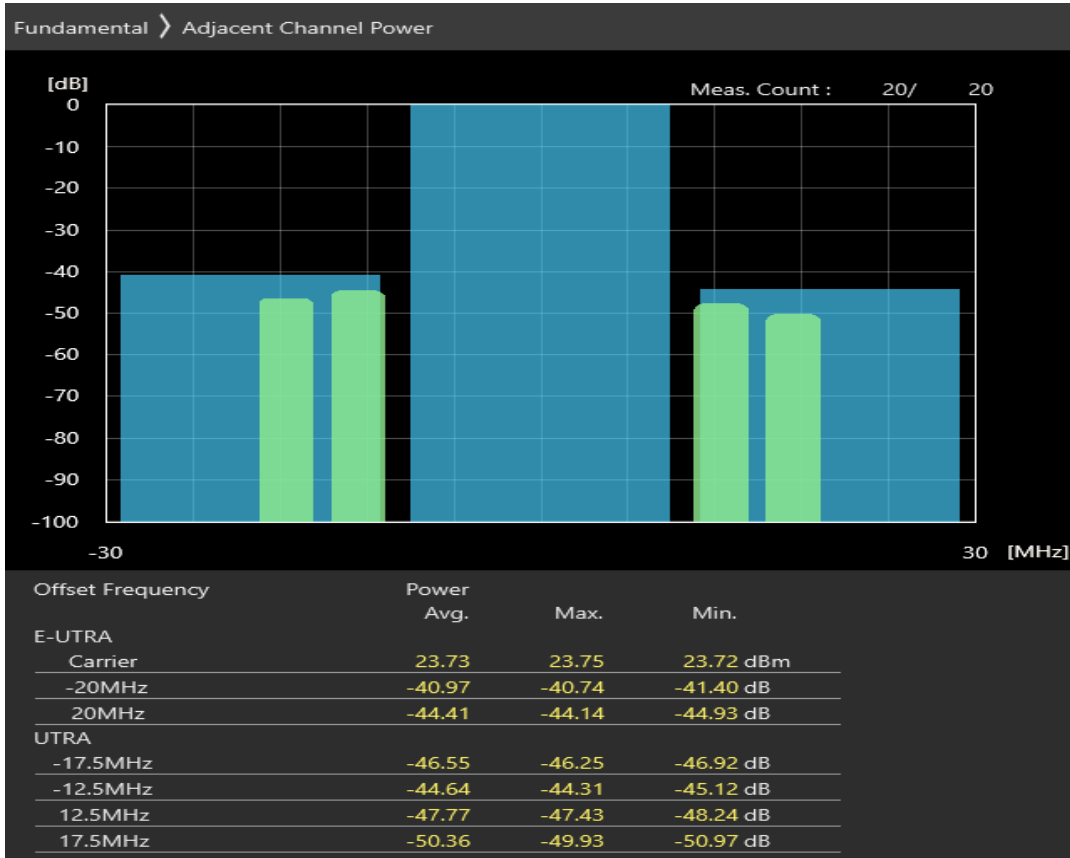 Fundamental 〉 Adjacent Channel Power
[dB]
Meas. Count : 20/ 20
0
-10
-20
-30
-40
-50
-60
-70
-80
-90
-100
-30 30 [MHz]
Offset Frequency Power
Avg. Max. Min.
E-UTRA
Carrier 23.73 23.75 23.72 dBm
-20MHz -40.97 -40.74 -41.40 dB
20MHz -44.41 -44.14 -44.93 dB
UTRA
-17.5MHz -46.55 -46.25 -46.92 dB
-12.5MHz -44.64 -44.31 -45.12 dB
12.5MHz -47.77 -47.43 -48.24 dB
17.5MHz -50.36 -49.93 -50.97 dB